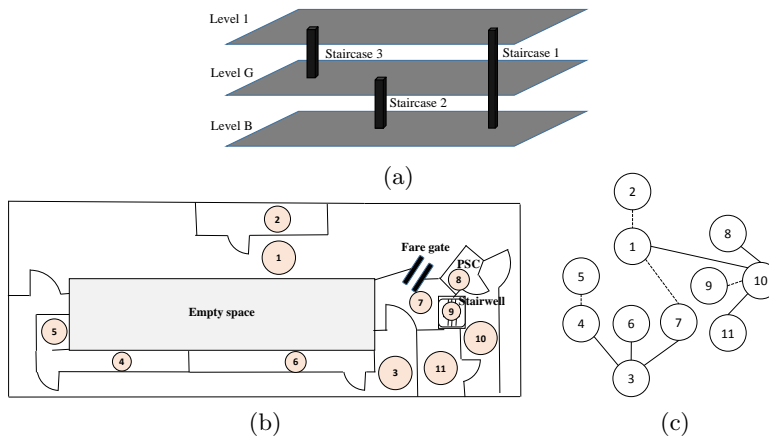 Level 1
Staircase 3
Staircase 1
Level G
Staircase 2
Level B
(a)
2
1
Fare gate
PSC
8
7
Stairwell
9
Empty space
5
10
4
6
3
11
(b)
2
1
8
5
9
10
4
6
7
11
3
(c)